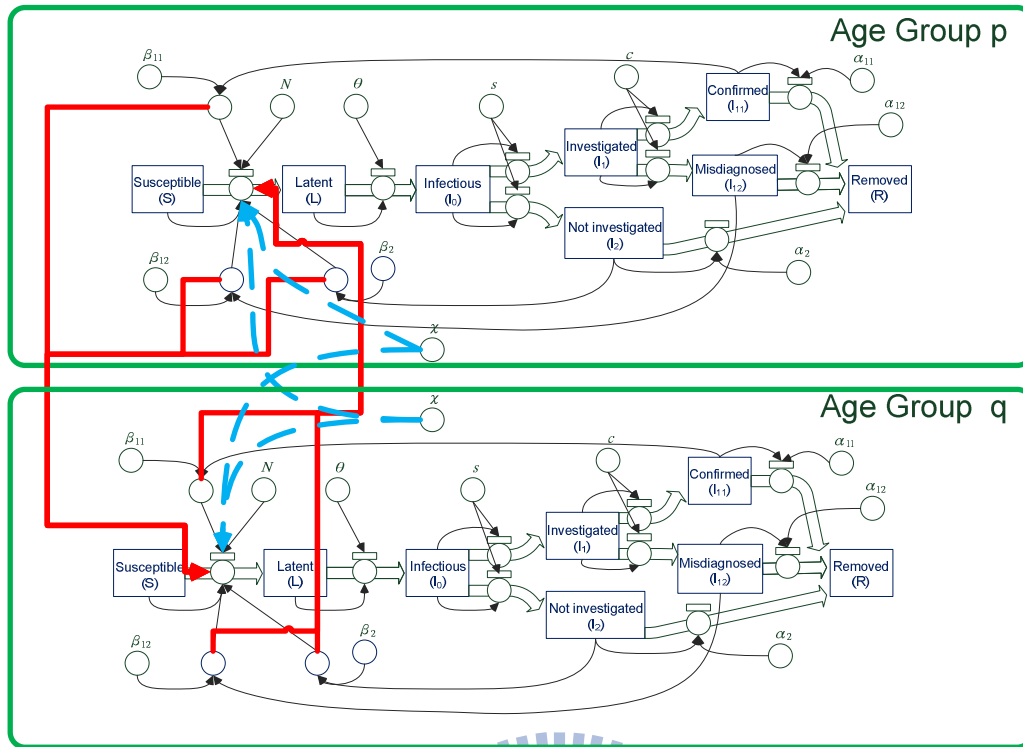 Age Group p
β11
N
θ
s
c
α11
α12
Confirmed
(I11)
Investigated
(I1)
Misdiagnosed
(I12)
Susceptible
(S)
Latent
(L)
Infectious
(I0)
Removed
(R)
Not investigated
(I2)
β12
β2
α2
χ
Age Group q
χ
β11
N
θ
s
c
α11
α12
Confirmed
(I11)
Investigated
(I1)
Misdiagnosed
(I12)
Susceptible
(S)
Latent
(L)
Infectious
(I0)
Removed
(R)
Not investigated
(I2)
β12
β2
α2